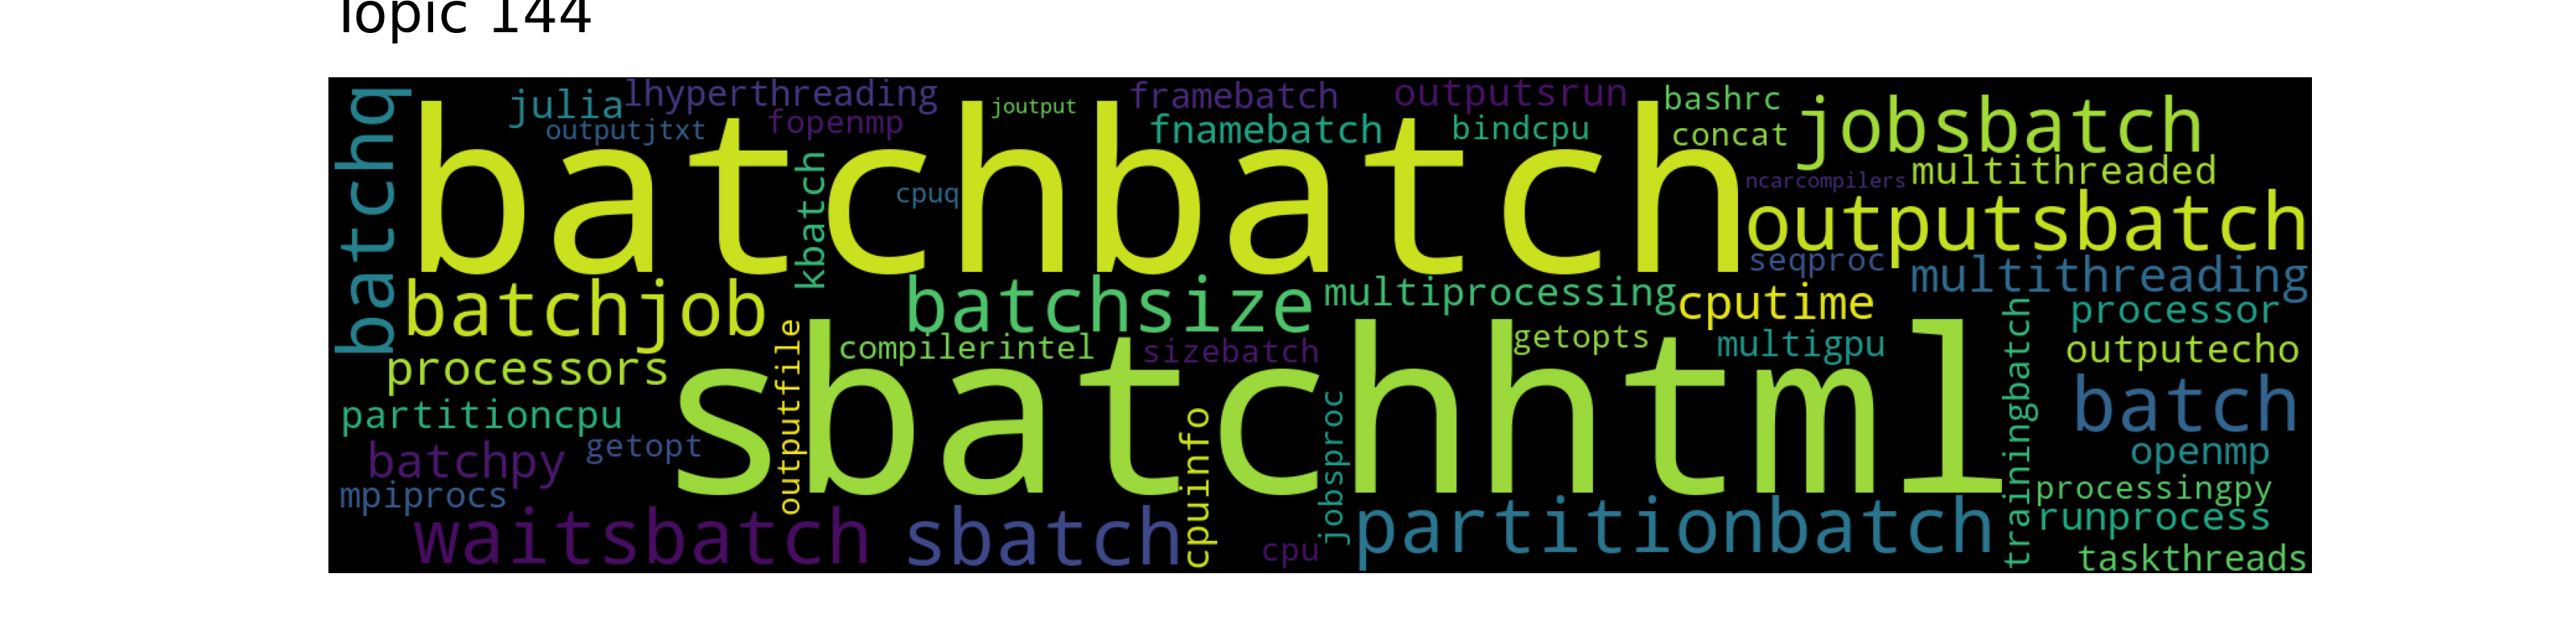 Topic 144
batchq
julia
lhyperthreading
joutput
framebatch
outputsrun
bashrc
jobsbatch
outputjtxt
fopenmp
fnamebatch
bindcpu
concat
batchbatch
kbatch
cpuq
ncarcompilers
multithreaded
outputsbatch
seqproc
multithreading
batchjob
batchsize
multiprocessing
cputime
processor
processors
outputfile
compilerintel
sizebatch
getopts
multigpu
outputecho
sbatchhtml
partitioncpu
trainingbatch
batch
batchpy
getopt
cpuinfo
jobsproc
openmp
mpiprocs
processingpy
waitsbatch
sbatch
cpu
partitionbatch
runprocess
taskthreads